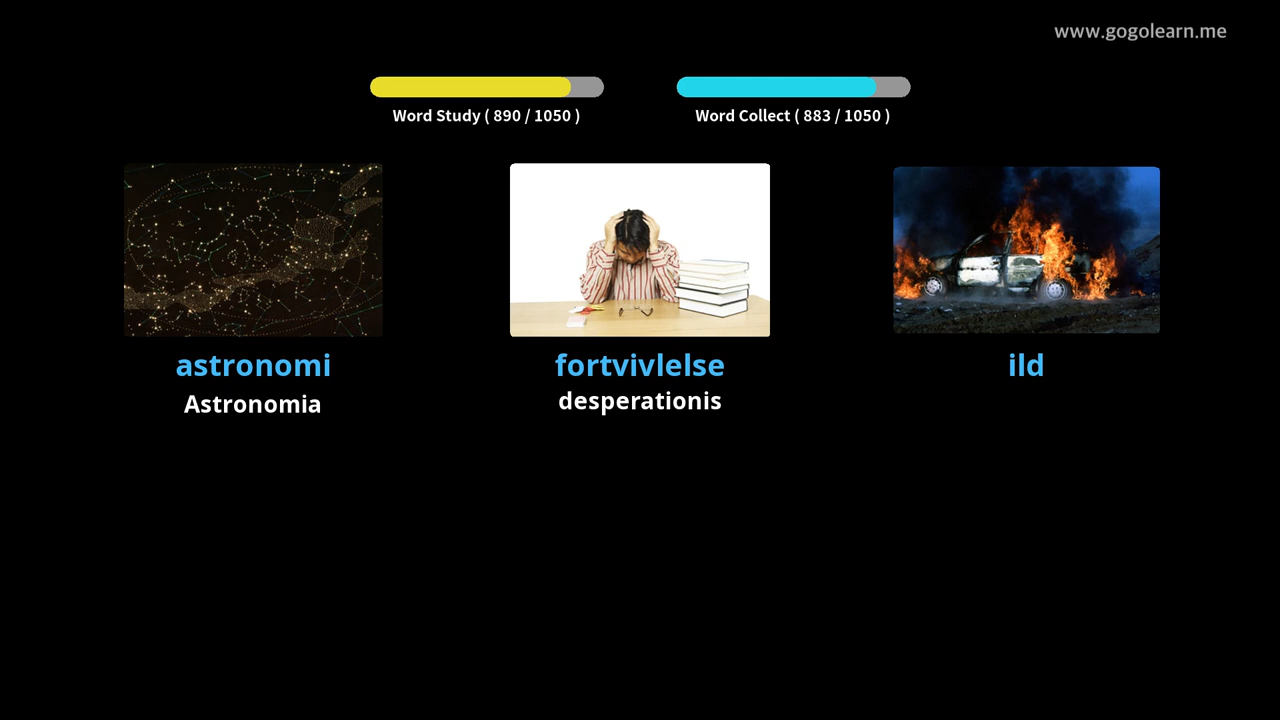 www.gogolearn.me
Word Study ( 890 / 1050 )
Word Collect ( 883 / 1050 )
astronomi
Astronomia
fortvivlelse
desperationis
ild